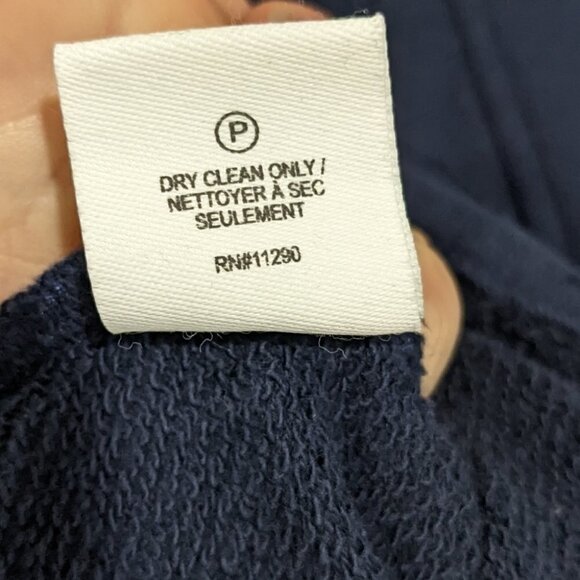 P
DRY CLEAN ONLY /
NETTOYER À SEC
SEULEMENT
RN#11290